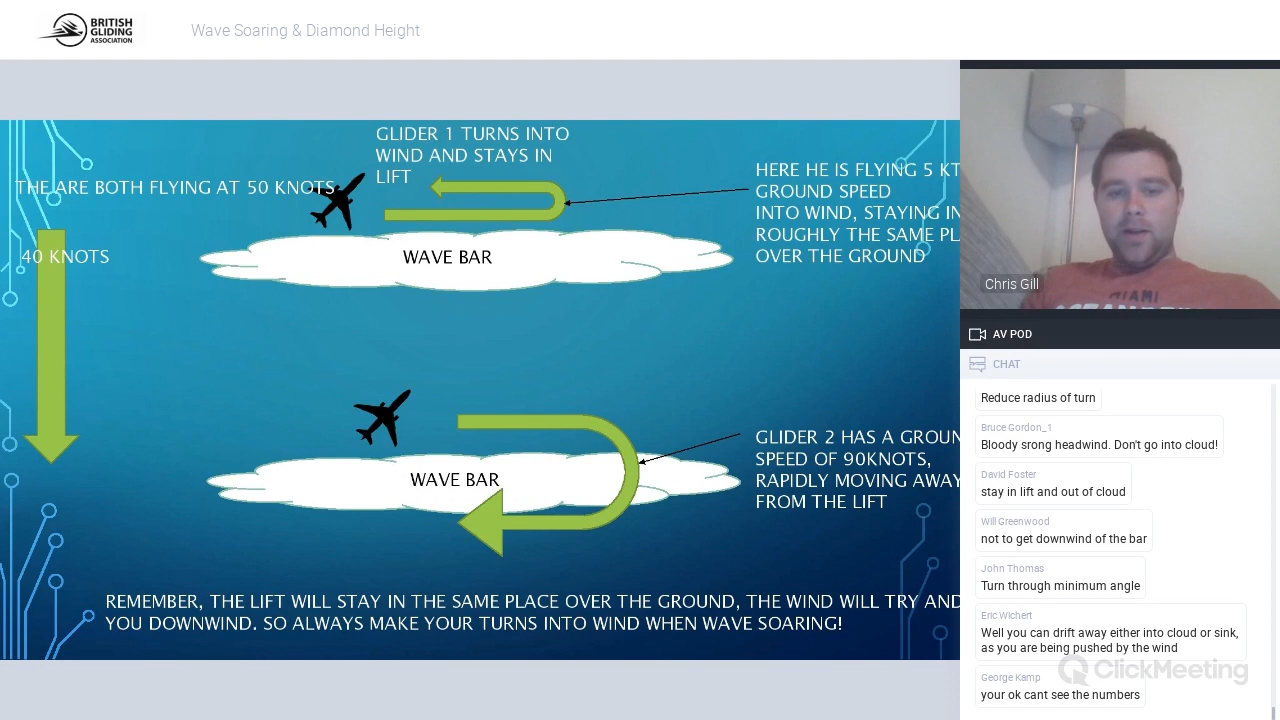 BRITISH
GLIDING
ASSOCIATION
Wave Soaring & Diamond Height
GLIDER 1 TURNS INTO
WIND AND STAYS IN
LIFT
THE ARE BOTH FLYING AT 50 KNOTS
HERE HE IS FLYING 5 KT
GROUND SPEED
INTO WIND, STAYING IN
ROUGHLY THE SAME PL
OVER THE GROUND
40 KNOTS
WAVE BAR
GLIDER 2 HAS A GROUN
SPEED OF 90KNOTS,
RAPIDLY MOVING AWAY
FROM THE LIFT
WAVE BAR
REMEMBER, THE LIFT WILL STAY IN THE SAME PLACE OVER THE GROUND, THE WIND WILL TRY AND
YOU DOWNWIND. SO ALWAYS MAKE YOUR TURNS INTO WIND WHEN WAVE SOARING!
Chris Gill
MIAMI
AV POD
CHAT
Reduce radius of turn
Bruce Gordon_1
Bloody srong headwind. Don't go into cloud!
David Foster
stay in lift and out of cloud
Will Greenwood
not to get downwind of the bar
John Thomas
Turn through minimum angle
Eric Wichert
Well you can drift away either into cloud or sink,
as you are being pushed by the wind
George Kamp
your ok cant see the numbers
ClickMeeting